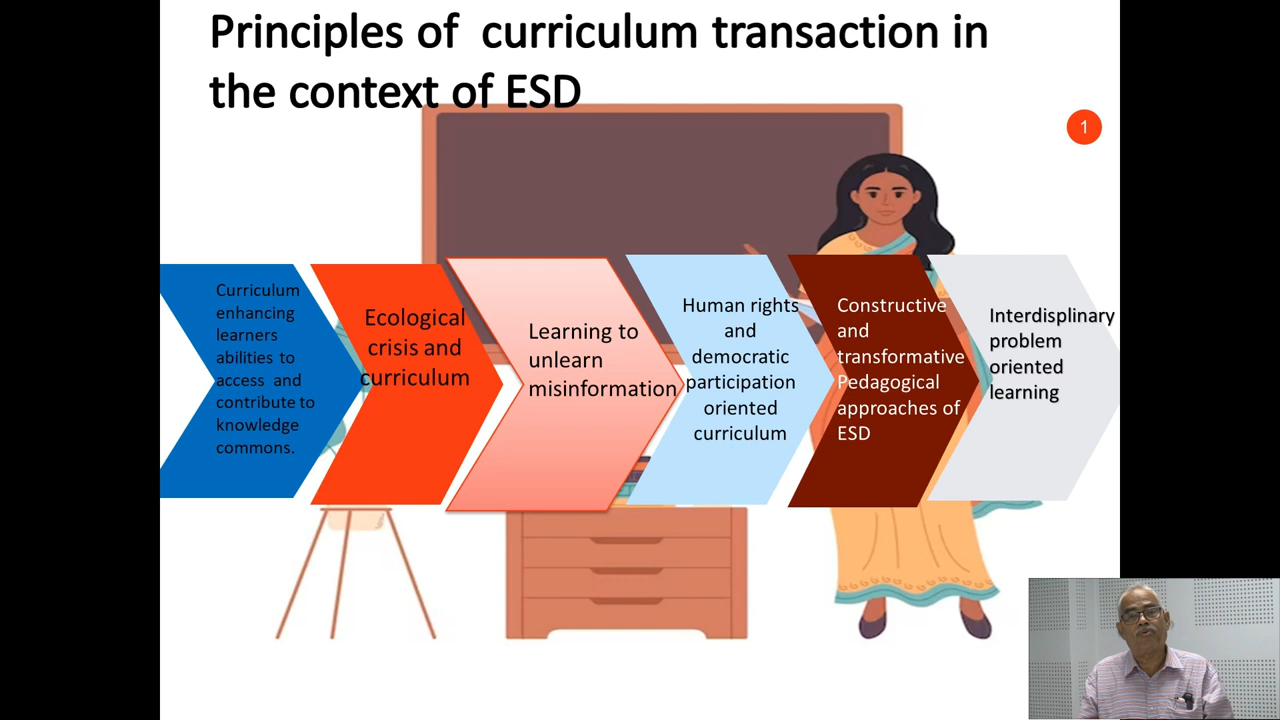 Principles of  curriculum transaction in
the context of ESD
1
Curriculum
enhancing
learners
abilities to
access  and
contribute to
knowledge
commons.
Ecological
crisis and
curriculum
Learning to
unlearn
misinformation
Human rights
and
democratic
participation
oriented
curriculum
Constructive
and
transformative
Pedagogical
approaches of
ESD
Interdisciplinary
problem
oriented
learning